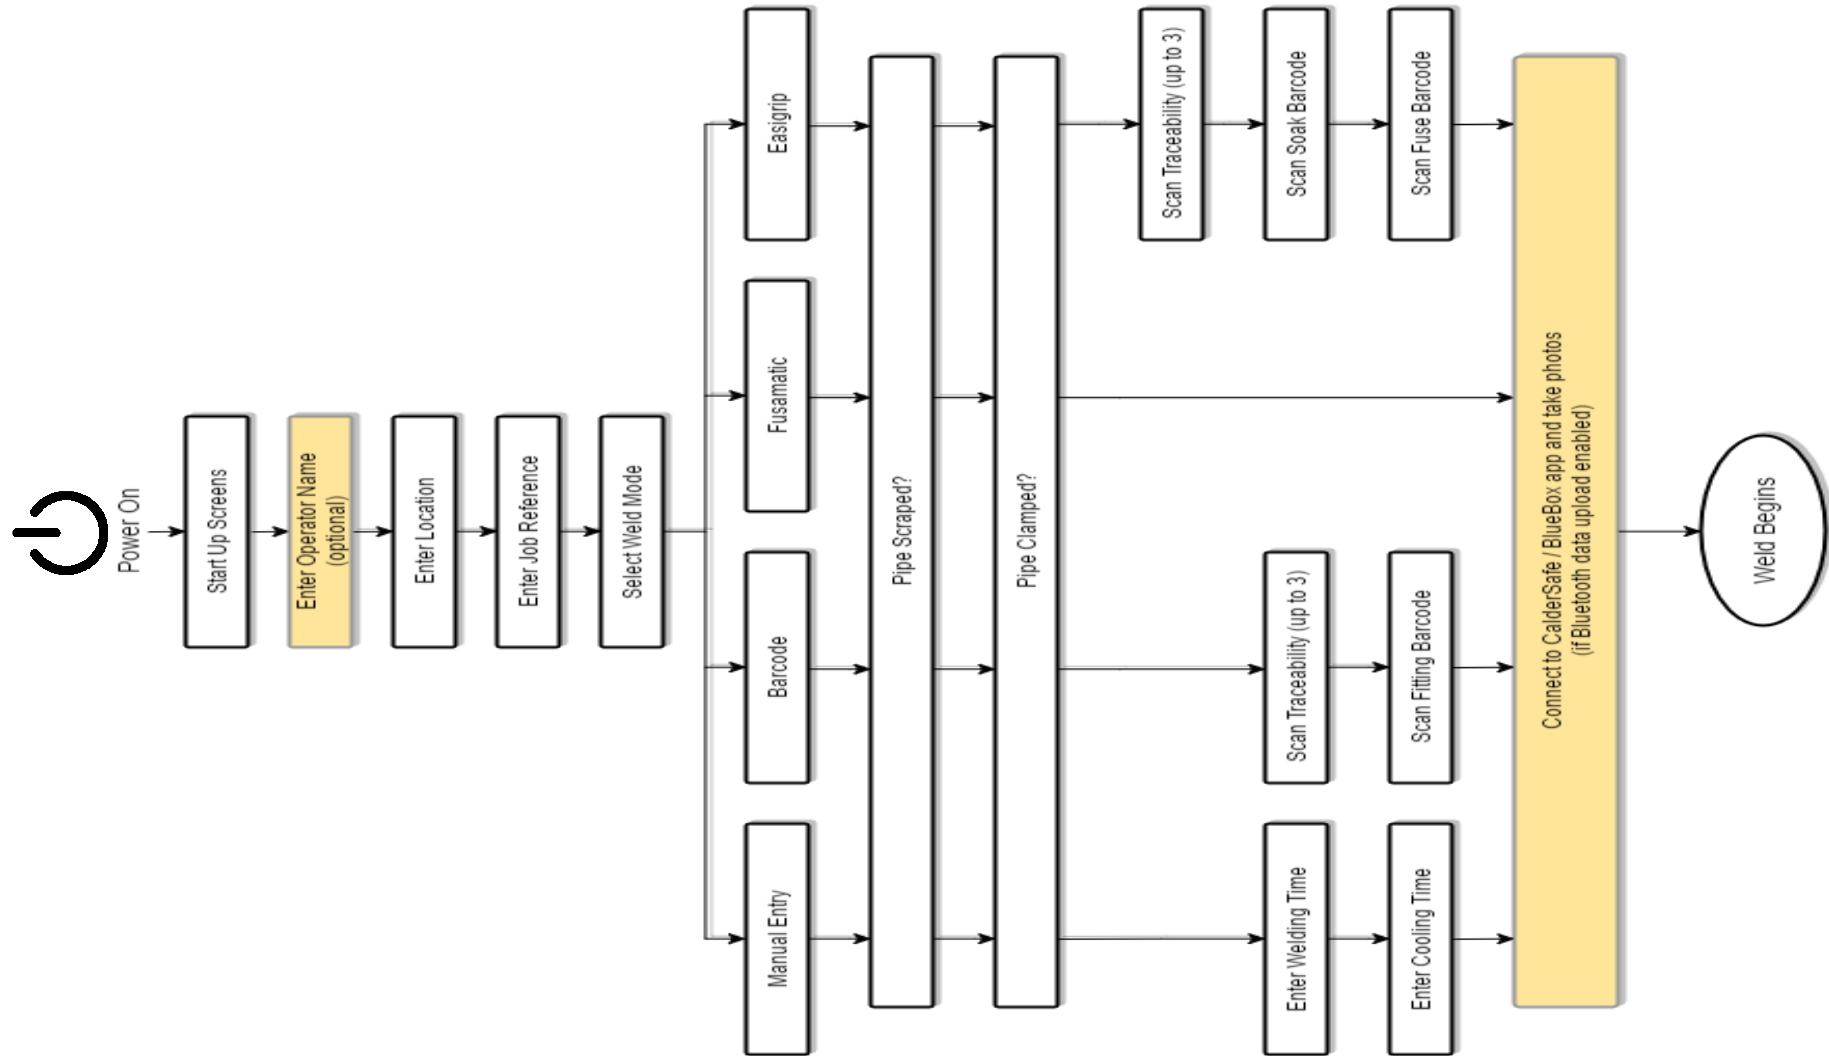 Power On
Start Up Screens
Enter Operator Name
(optional)
Enter Location
Enter Job Reference
Select Weld Mode
Manual Entry
Barcode
Fusamatic
Easigrip
Pipe Scraped?
Pipe Clamped?
Scan Traceability (up to 3)
Enter Welding Time
Scan Traceability (up to 3)
Scan Soak Barcode
Enter Cooling Time
Scan Fitting Barcode
Scan Fuse Barcode
Connect to CalderSafe / BlueBox app and take photos
(if Bluetooth data upload enabled)
Weld Begins